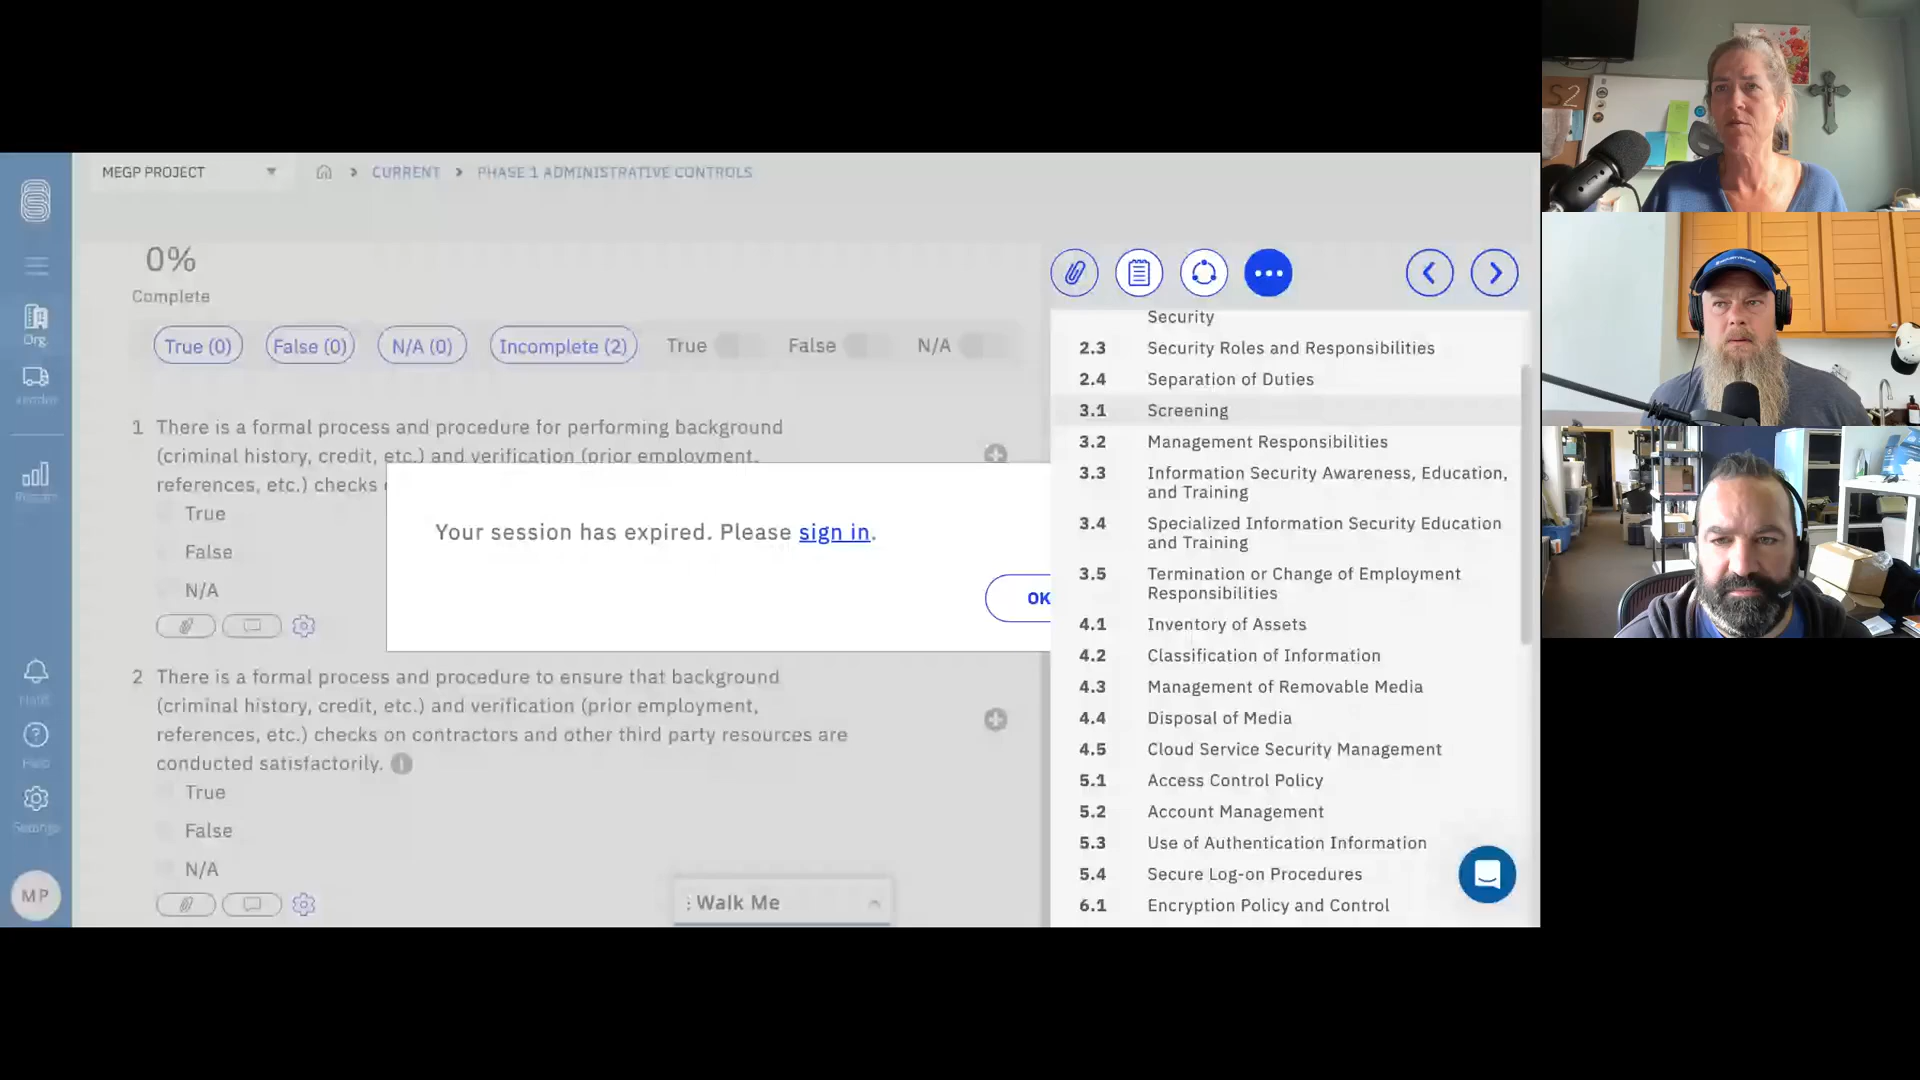 MEGP PROJECT
CURRENT
PHASE 1 ADMINISTRATIVE CONTROLS
Org.
Help
Settings
MP
0%
Complete
True (0)
False (0)
N/A (0)
Incomplete (2)
True
False
N/A
1 There is a formal process and procedure for performing background
(criminal history, credit, etc.) and verification (prior employment,
references, etc.) checks
True
False
N/A
Your session has expired. Please sign in.
OK
2 There is a formal process and procedure to ensure that background
(criminal history, credit, etc.) and verification (prior employment,
references, etc.) checks on contractors and other third party resources are
conducted satisfactorily.
True
False
N/A
Walk Me
Security
2.3 Security Roles and Responsibilities
2.4 Separation of Duties
3.1 Screening
3.2 Management Responsibilities
3.3 Information Security Awareness, Education,
and Training
3.4 Specialized Information Security Education
and Training
3.5 Termination or Change of Employment
Responsibilities
4.1 Inventory of Assets
4.2 Classification of Information
4.3 Management of Removable Media
4.4 Disposal of Media
4.5 Cloud Service Security Management
5.1 Access Control Policy
5.2 Account Management
5.3 Use of Authentication Information
5.4 Secure Log-on Procedures
6.1 Encryption Policy and Control
S2